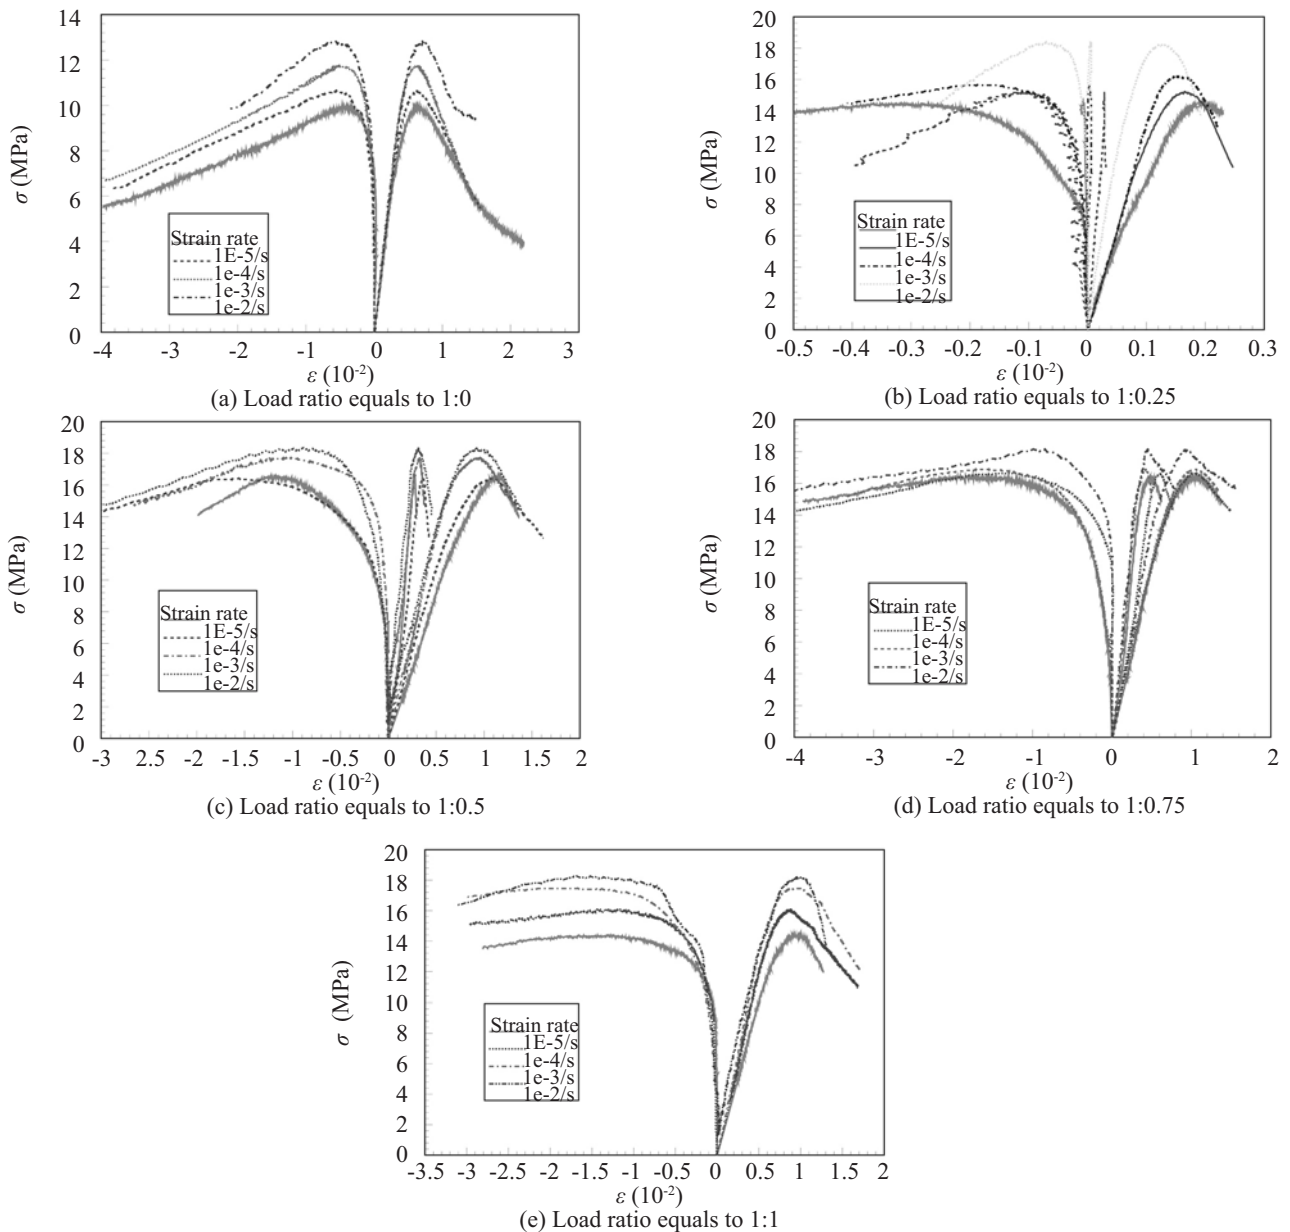 14
12
10
8
6
4
2
0
σ (MPa)
Strain rate
1E-5/s
1e-4/s
1e-3/s
1e-2/s
-4 -3 -2 -1 0 1 2 3
ε (10-2)
(a) Load ratio equals to 1:0
20
18
16
14
12
10
8
6
4
2
0
σ (MPa)
Strain rate
1E-5/s
1e-4/s
1e-3/s
1e-2/s
-0.5 -0.4 -0.3 -0.2 -0.1 0 0.1 0.2 0.3
ε (10-2)
(b) Load ratio equals to 1:0.25
20
18
16
14
12
10
8
6
4
2
0
σ (MPa)
Strain rate
1E-5/s
1e-4/s
1e-3/s
1e-2/s
-3 -2.5 -2 -1.5 -1 -0.5 0 0.5 1 1.5 2
ε (10-2)
(c) Load ratio equals to 1:0.5
20
18
16
14
12
10
8
6
4
2
0
σ (MPa)
Strain rate
1E-5/s
1e-4/s
1e-3/s
1e-2/s
-4 -3 -2 -1 0 1 2
ε (10-2)
(d) Load ratio equals to 1:0.75
20
18
16
14
12
10
8
6
4
2
0
σ (MPa)
Strain rate
1E-5/s
1e-4/s
1e-3/s
1e-2/s
-3.5 -3 -2.5 -2 -1.5 -1 -0.5 0 0.5 1 1.5 2
ε (10-2)
(e) Load ratio equals to 1:1